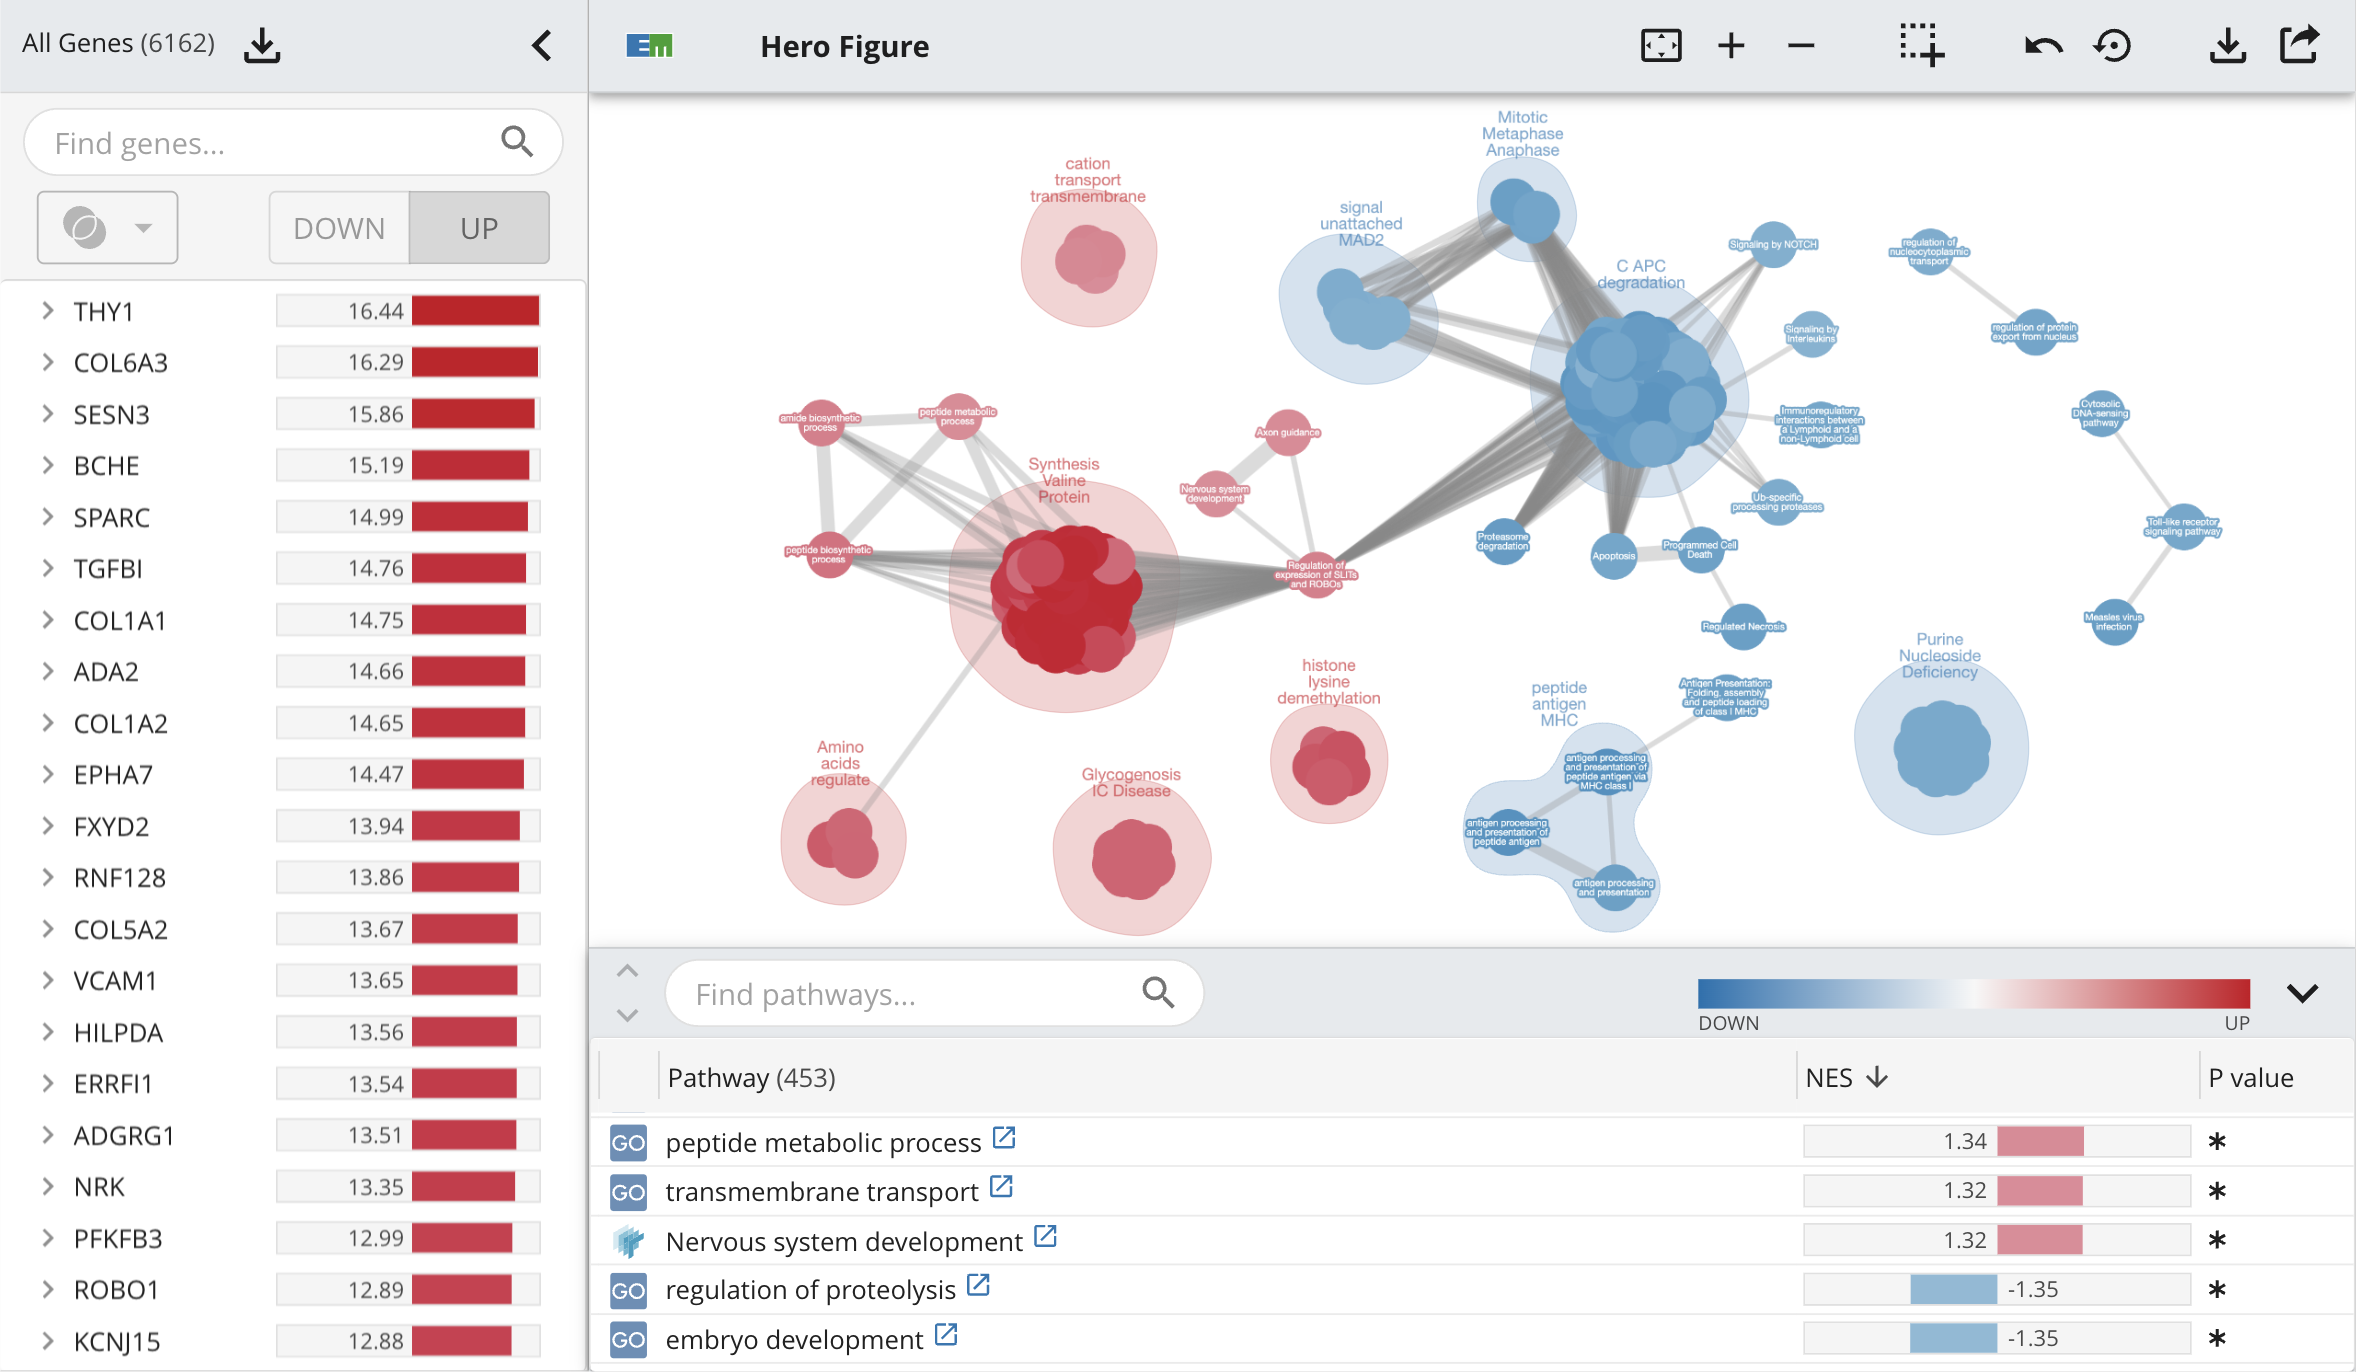 All Genes (6162)
Find genes...
DOWN
UP
THY1 16.44
COL6A3 16.29
SESN3 15.86
BCHE 15.19
SPARC 14.99
TGFBI 14.76
COL1A1 14.75
ADA2 14.66
COL1A2 14.65
EPHA7 14.47
FXYD2 13.94
RNF128 13.86
COL5A2 13.67
VCAM1 13.65
HILPDA 13.56
ERRFI1 13.54
ADGRG1 13.51
NRK 13.35
PFKFB3 12.99
ROBO1 12.89
KCNJ15 12.88
Em
Hero Figure
Mitotic
Metaphase
Anaphase
cation
transport
transmembrane
signal
unattached
MAD2
C APC
degradation
Signaling by NOTCH
regulation of
nucleocytoplasmic
transport
Signaling by
Interleukins
regulation of protein
export from nucleus
amide biosynthetic
process
peptide metabolic
process
Axon guidance
Immunoregulatory
interactions between
a Lymphoid and a
non-Lymphoid cell
Cytosolic
DNA-sensing
pathway
Synthesis
Valine
Protein
Nervous system
development
Ub-specific
processing proteases
Toll-like receptor
signaling pathway
peptide biosynthetic
process
Regulation of
expression of SLITs
and ROBOs
Proteasome
degradation
Apoptosis
Programmed Cell
Death
Regulated Necrosis
Measles virus
infection
Purine
Nucleoside
Deficiency
histone
lysine
demethylation
peptide
antigen
MHC
Antigen Presentation:
Folding, assembly
and peptide loading
of class I MHC
Amino
acids
regulate
Glycogenosis
IC Disease
antigen processing
and presentation of
peptide antigen via
MHC class I
antigen processing
and presentation of
peptide antigen
antigen processing
and presentation
Find pathways...
DOWN
UP
Pathway (453) NES P value
GO peptide metabolic process 1.34 *
GO transmembrane transport 1.32 *
Nervous system development 1.32 *
GO regulation of proteolysis -1.35 *
GO embryo development -1.35 *